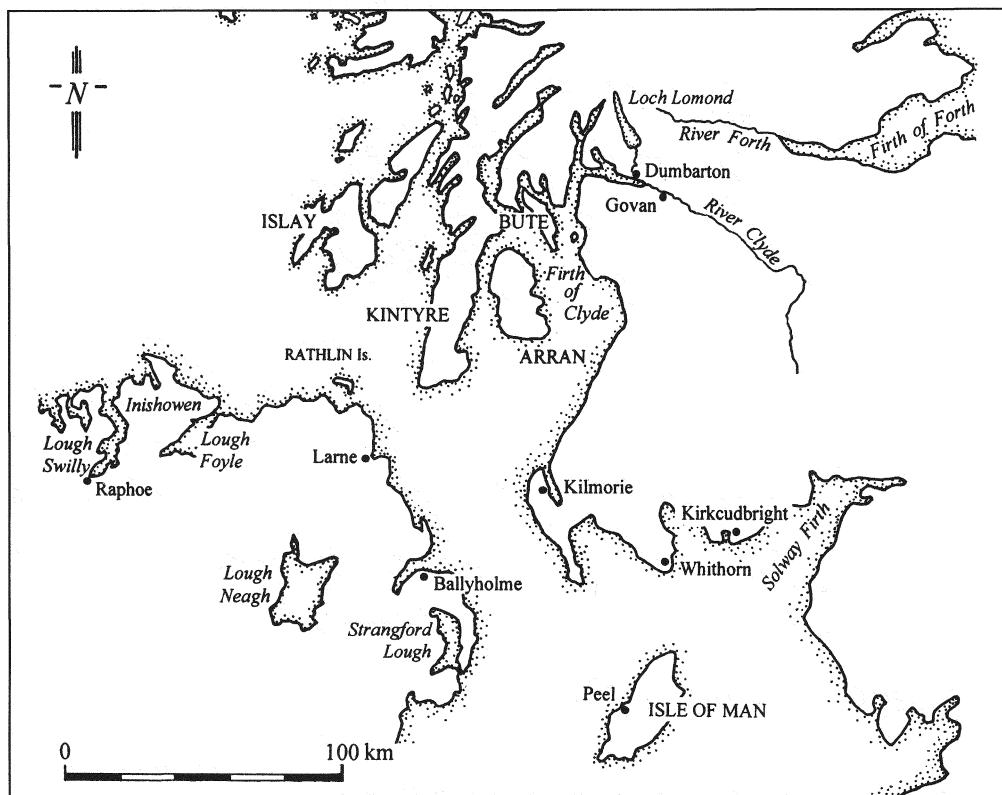 N
Loch Lomond
River Forth
Firth of Forth
Dumbarton
Govan
River Clyde
ISLAY
BUTE
Firth
of
Clyde
KINTYRE
ARRAN
RATHLIN Is.
Inishowen
Lough
Swilly
Lough
Foyle
Raphoe
Larne
Kilmorie
Kirkcudbright
Whithorn
Solway Firth
Lough
Neagh
Ballyholme
Strangford
Lough
Peel
ISLE OF MAN
0
100 km